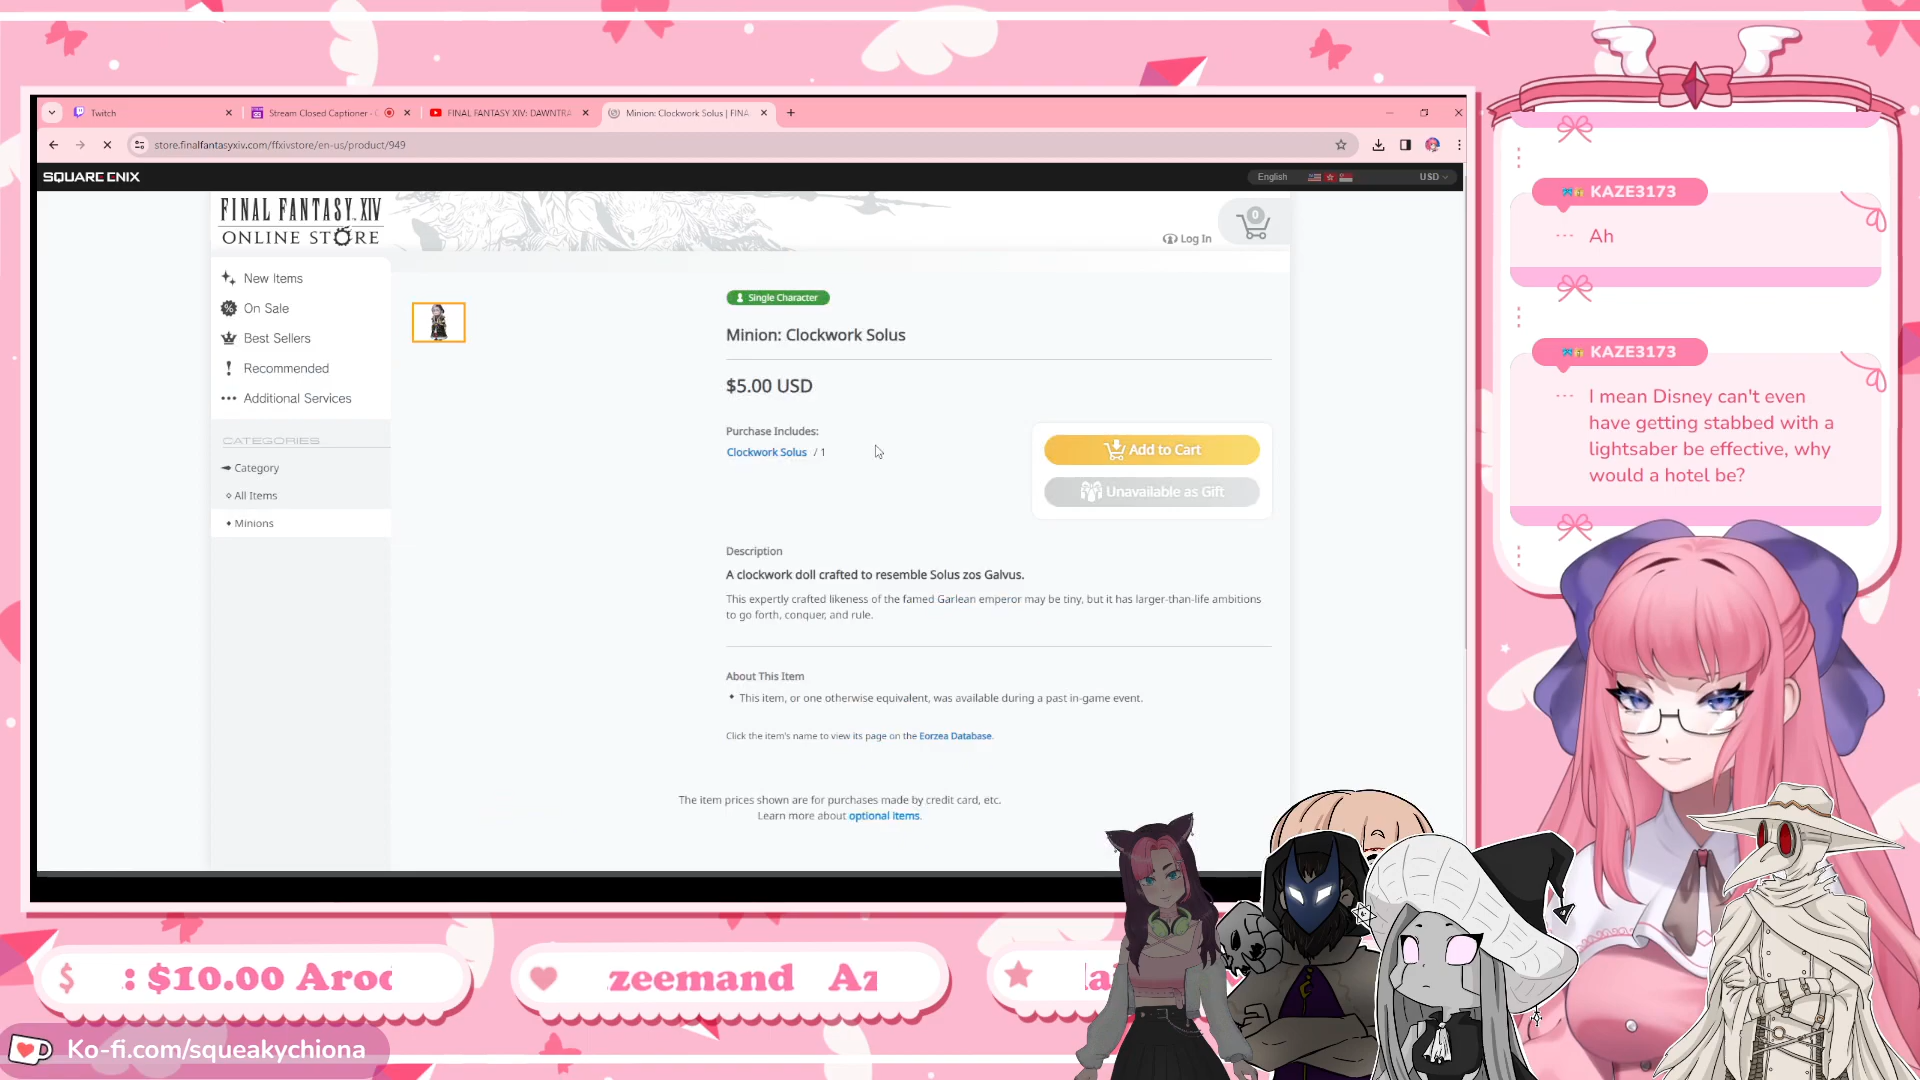 Twitch
Stream Closed Captioner -
FINAL FANTASY XIV: DAWNTRA
Minion: Clockwork Solus | FINA
store.finalfantasyxiv.com/ffxivstore/en-us/product/949
SQUARE ENIX
English
USD
FINAL FANTASY XIV
ONLINE STORE
0
Log In
New Items
On Sale
Best Sellers
Recommended
Additional Services
CATEGORIES
Category
All Items
Minions
Single Character
Minion: Clockwork Solus
$5.00 USD
Purchase Includes:
Clockwork Solus / 1
Add to Cart
Unavailable as Gift
Description
A clockwork doll crafted to resemble Solus zos Galvus.
This expertly crafted likeness of the famed Garlean emperor may be tiny, but it has larger-than-life ambitions
to go forth, conquer, and rule.
About This Item
This item, or one otherwise equivalent, was available during a past in-game event.
Click the item's name to view its page on the Eorzea Database.
The item prices shown are for purchases made by credit card, etc.
Learn more about optional items.
KAZE3173
Ah
KAZE3173
I mean Disney can't even
have getting stabbed with a
lightsaber be effective, why
would a hotel be?
$ : $10.00 Aroc
zeemand Az
Ko-fi.com/squeakychiona